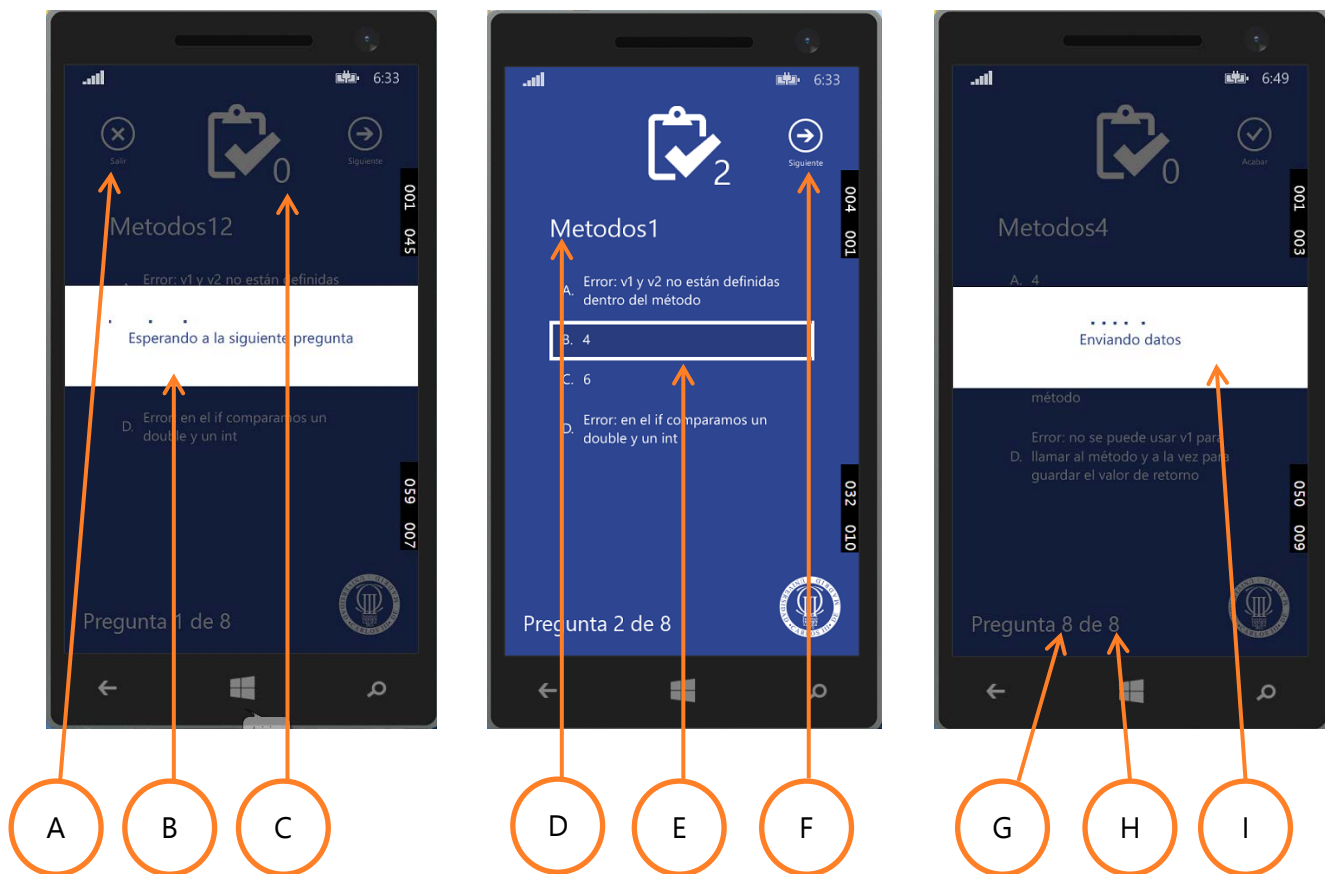 6:33
Salir
0
Siguiente
001 045
Metodos12
Error: v1 y v2 no están definidas
Esperando a la siguiente pregunta
D. Error: en el if comparamos un
double y un int
059 007
Pregunta 1 de 8
6:33
2
Siguiente
004 001
Metodos1
A. Error: v1 y v2 no están definidas
dentro del método
B. 4
C. 6
D. Error: en el if comparamos un
double y un int
032 010
Pregunta 2 de 8
6:49
0
Acabar
001 003
Metodos4
A. 4
Enviando datos
método
Error: no se puede usar v1 para
D. llamar al método y a la vez para
guardar el valor de retorno
050 009
Pregunta 8 de 8
A
B
C
D
E
F
G
H
I